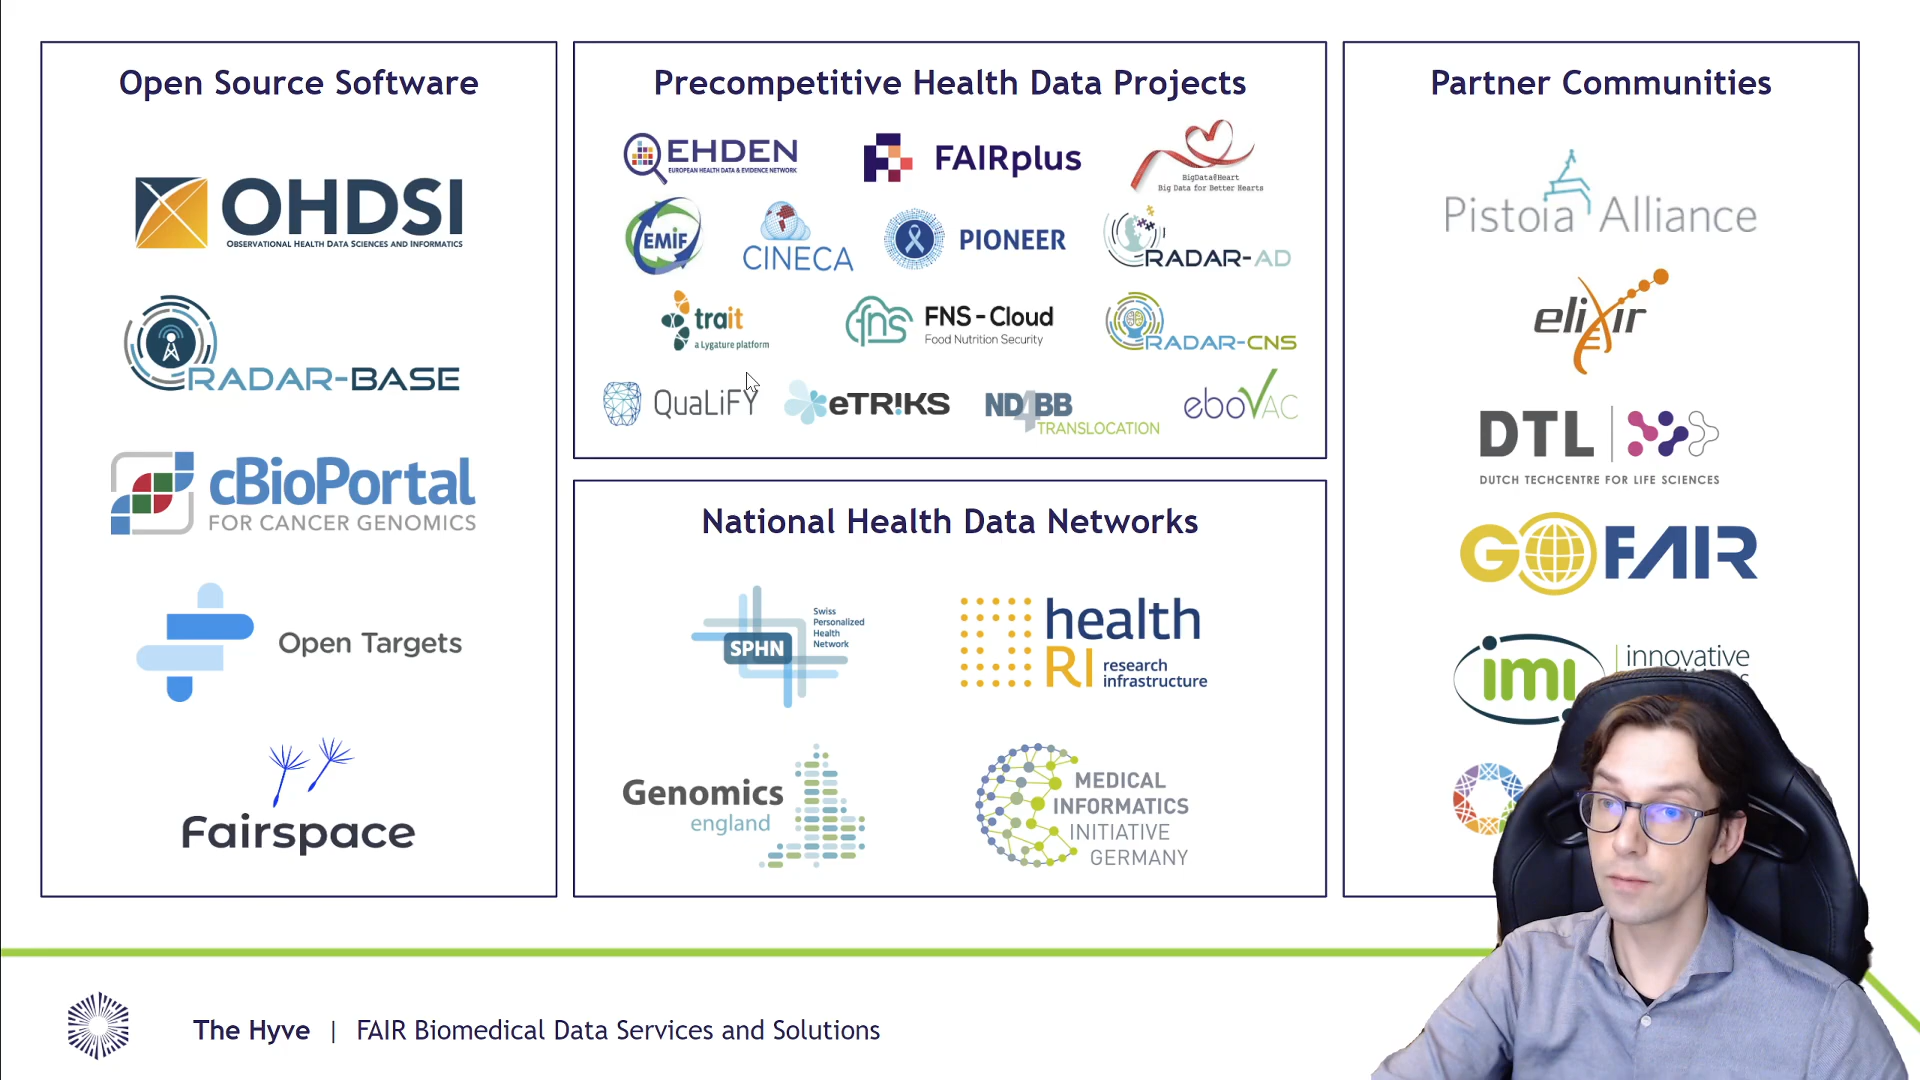 Open Source Software
OHDSI
OBSERVATIONAL HEALTH DATA SCIENCES AND INFORMATICS
RADAR-BASE
cBioPortal
FOR CANCER GENOMICS
Open Targets
Fairspace
Precompetitive Health Data Projects
EHDEN
EUROPEAN HEALTH DATA & EVIDENCE NETWORK
FAIRplus
BigData@Heart
Big Data for Better Hearts
EMIF
CINECA
PIONEER
RADAR-AD
trait
a Lygature platform
fns
FNS-Cloud
Food Nutrition Security
RADAR-CNS
QuaLiFY
eTRIKS
ND4BB
TRANSLOCATION
eboVAC
National Health Data Networks
SPHN
Swiss
Personalized
Health
Network
health
RI research
infrastructure
Genomics
england
MEDICAL
INFORMATICS
INITIATIVE
GERMANY
Partner Communities
Pistoia Alliance
elixir
DTL
DUTCH TECHCENTRE FOR LIFE SCIENCES
GO FAIR
imi
innovative
The Hyve | FAIR Biomedical Data Services and Solutions